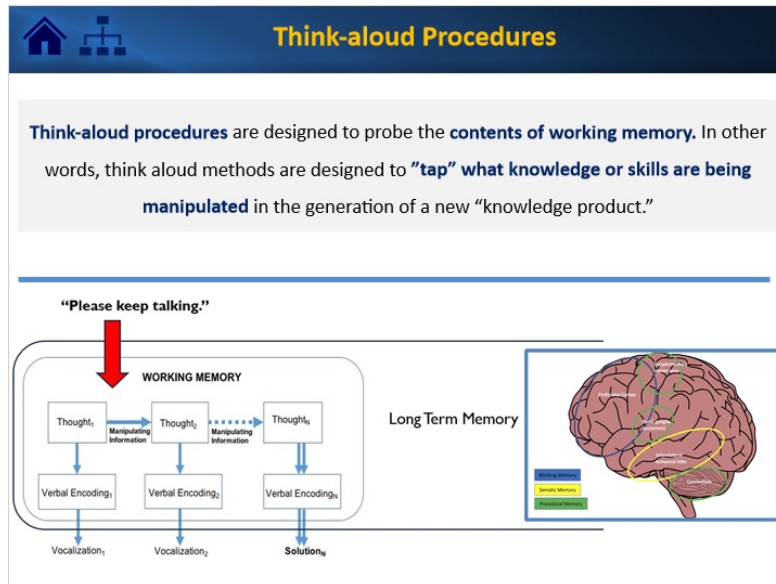 Think-aloud Procedures
Think-aloud procedures are designed to probe the contents of working memory. In other
words, think aloud methods are designed to ”tap” what knowledge or skills are being
manipulated in the generation of a new “knowledge product.”
“Please keep talking.”
WORKING MEMORY
Thought1
Manipulating
Information
Thought2
Manipulating
Information
ThoughtN
Verbal Encoding1
Verbal Encoding2
Verbal EncodingN
Vocalization1
Vocalization2
SolutionN
Long Term Memory
Prefrontal Cortex
temporal lobe
Cerebellum
Working Memory
Sematic Memory
Procedural Memory